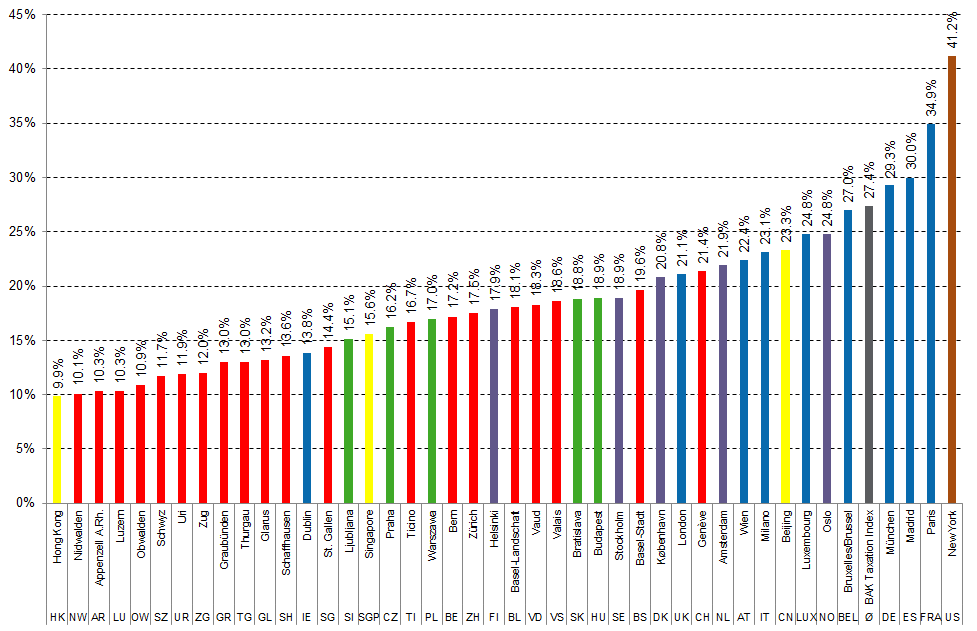 45%
40%
35%
30%
25%
20%
15%
10%
5%
0%
9.9%
10.1%
10.3%
10.3%
10.9%
11.7%
11.9%
12.0%
13.0%
13.0%
13.2%
13.6%
13.8%
14.4%
15.1%
15.6%
16.2%
16.7%
17.0%
17.2%
17.5%
17.9%
18.1%
18.3%
18.6%
18.8%
18.9%
18.9%
19.6%
20.8%
21.1%
21.4%
21.9%
22.4%
23.1%
23.3%
24.8%
24.8%
27.0%
27.4%
29.3%
30.0%
34.9%
41.2%
Hong Kong
Nidwalden
Appenzell A.Rh.
Luzern
Obwalden
Schwyz
Uri
Zug
Graubünden
Thurgau
Glarus
Schaffhausen
Dublin
St. Gallen
Ljubljana
Singapore
Praha
Ticino
Warszawa
Bern
Zürich
Helsinki
Basel-Landschaft
Vaud
Valais
Bratislava
Budapest
Stockholm
Basel-Stadt
København
London
Genève
Amsterdam
Wien
Milano
Beijing
Luxembourg
Oslo
Bruxelles/Brussel
BAK Taxation Index
München
Madrid
Paris
New York
HK NW AR LU OW SZ UR ZG GR TG GL SH IE SG SI SGP CZ TI PL BE ZH FI BL VD VS SK HU SE BS DK UK CH NL AT IT CN LUX NO BEL Ø DE ES FRA US